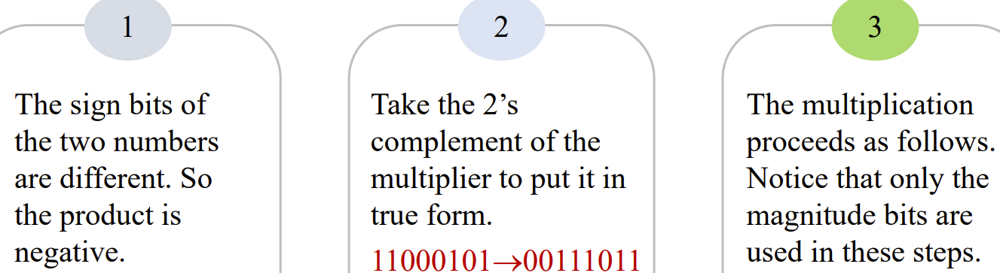 1
The sign bits of
the two numbers
are different. So
the product is
negative.
2
Take the 2’s
complement of the
multiplier to put it in
true form.
11000101→00111011
3
The multiplication
proceeds as follows.
Notice that only the
magnitude bits are
used in these steps.